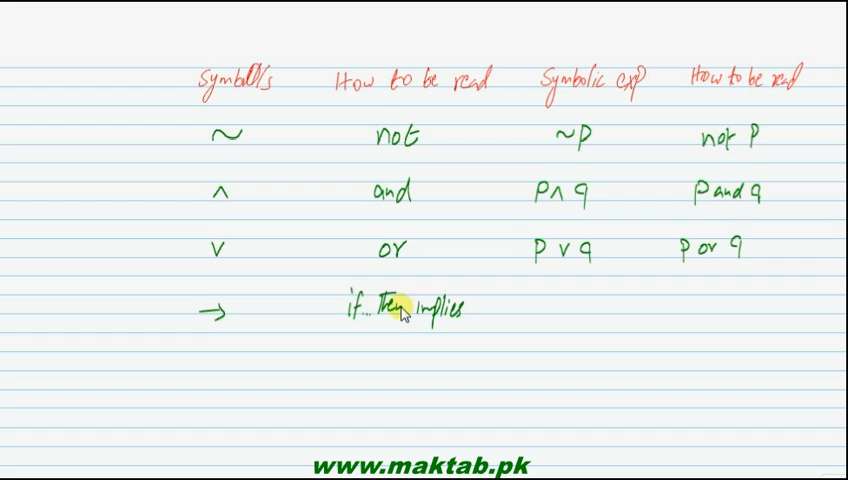 Symbols How to be read Symbolic exp How to be read
~ not ~P not P
∧ and P∧q P and q
∨ or P∨q P or q
→ if... Then, implies
www.maktab.pk